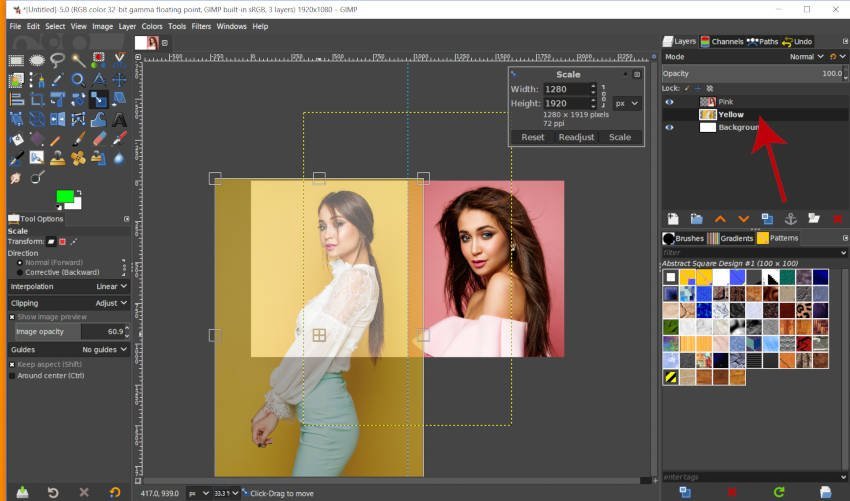 *[Untitled]-5.0 (RGB color 32-bit gamma floating point, GIMP built-in sRGB, 3 layers) 1920x1080 – GIMP
File Edit Select View Image Layer Colors Tools Filters Windows Help
Tool Options
Scale
Transform:
Direction
Normal (Forward)
Corrective (Backward)
Interpolation Linear
Clipping Adjust
Show image preview
Image opacity 60.9
Guides No guides
Keep aspect (Shift)
Around center (Ctrl)
Scale
Width: 1280
Height: 1920 px
1280 × 1919 pixels
72 ppi
Reset Readjust Scale
417.0, 939.0 px 33.3 Click-Drag to move
Layers Channels Paths Undo
Mode Normal
Opacity 100.0
Lock:
Pink
Yellow
Background
Brushes Gradients Patterns
filter
Abstract Square Design #1 (100 × 100)
enter tags